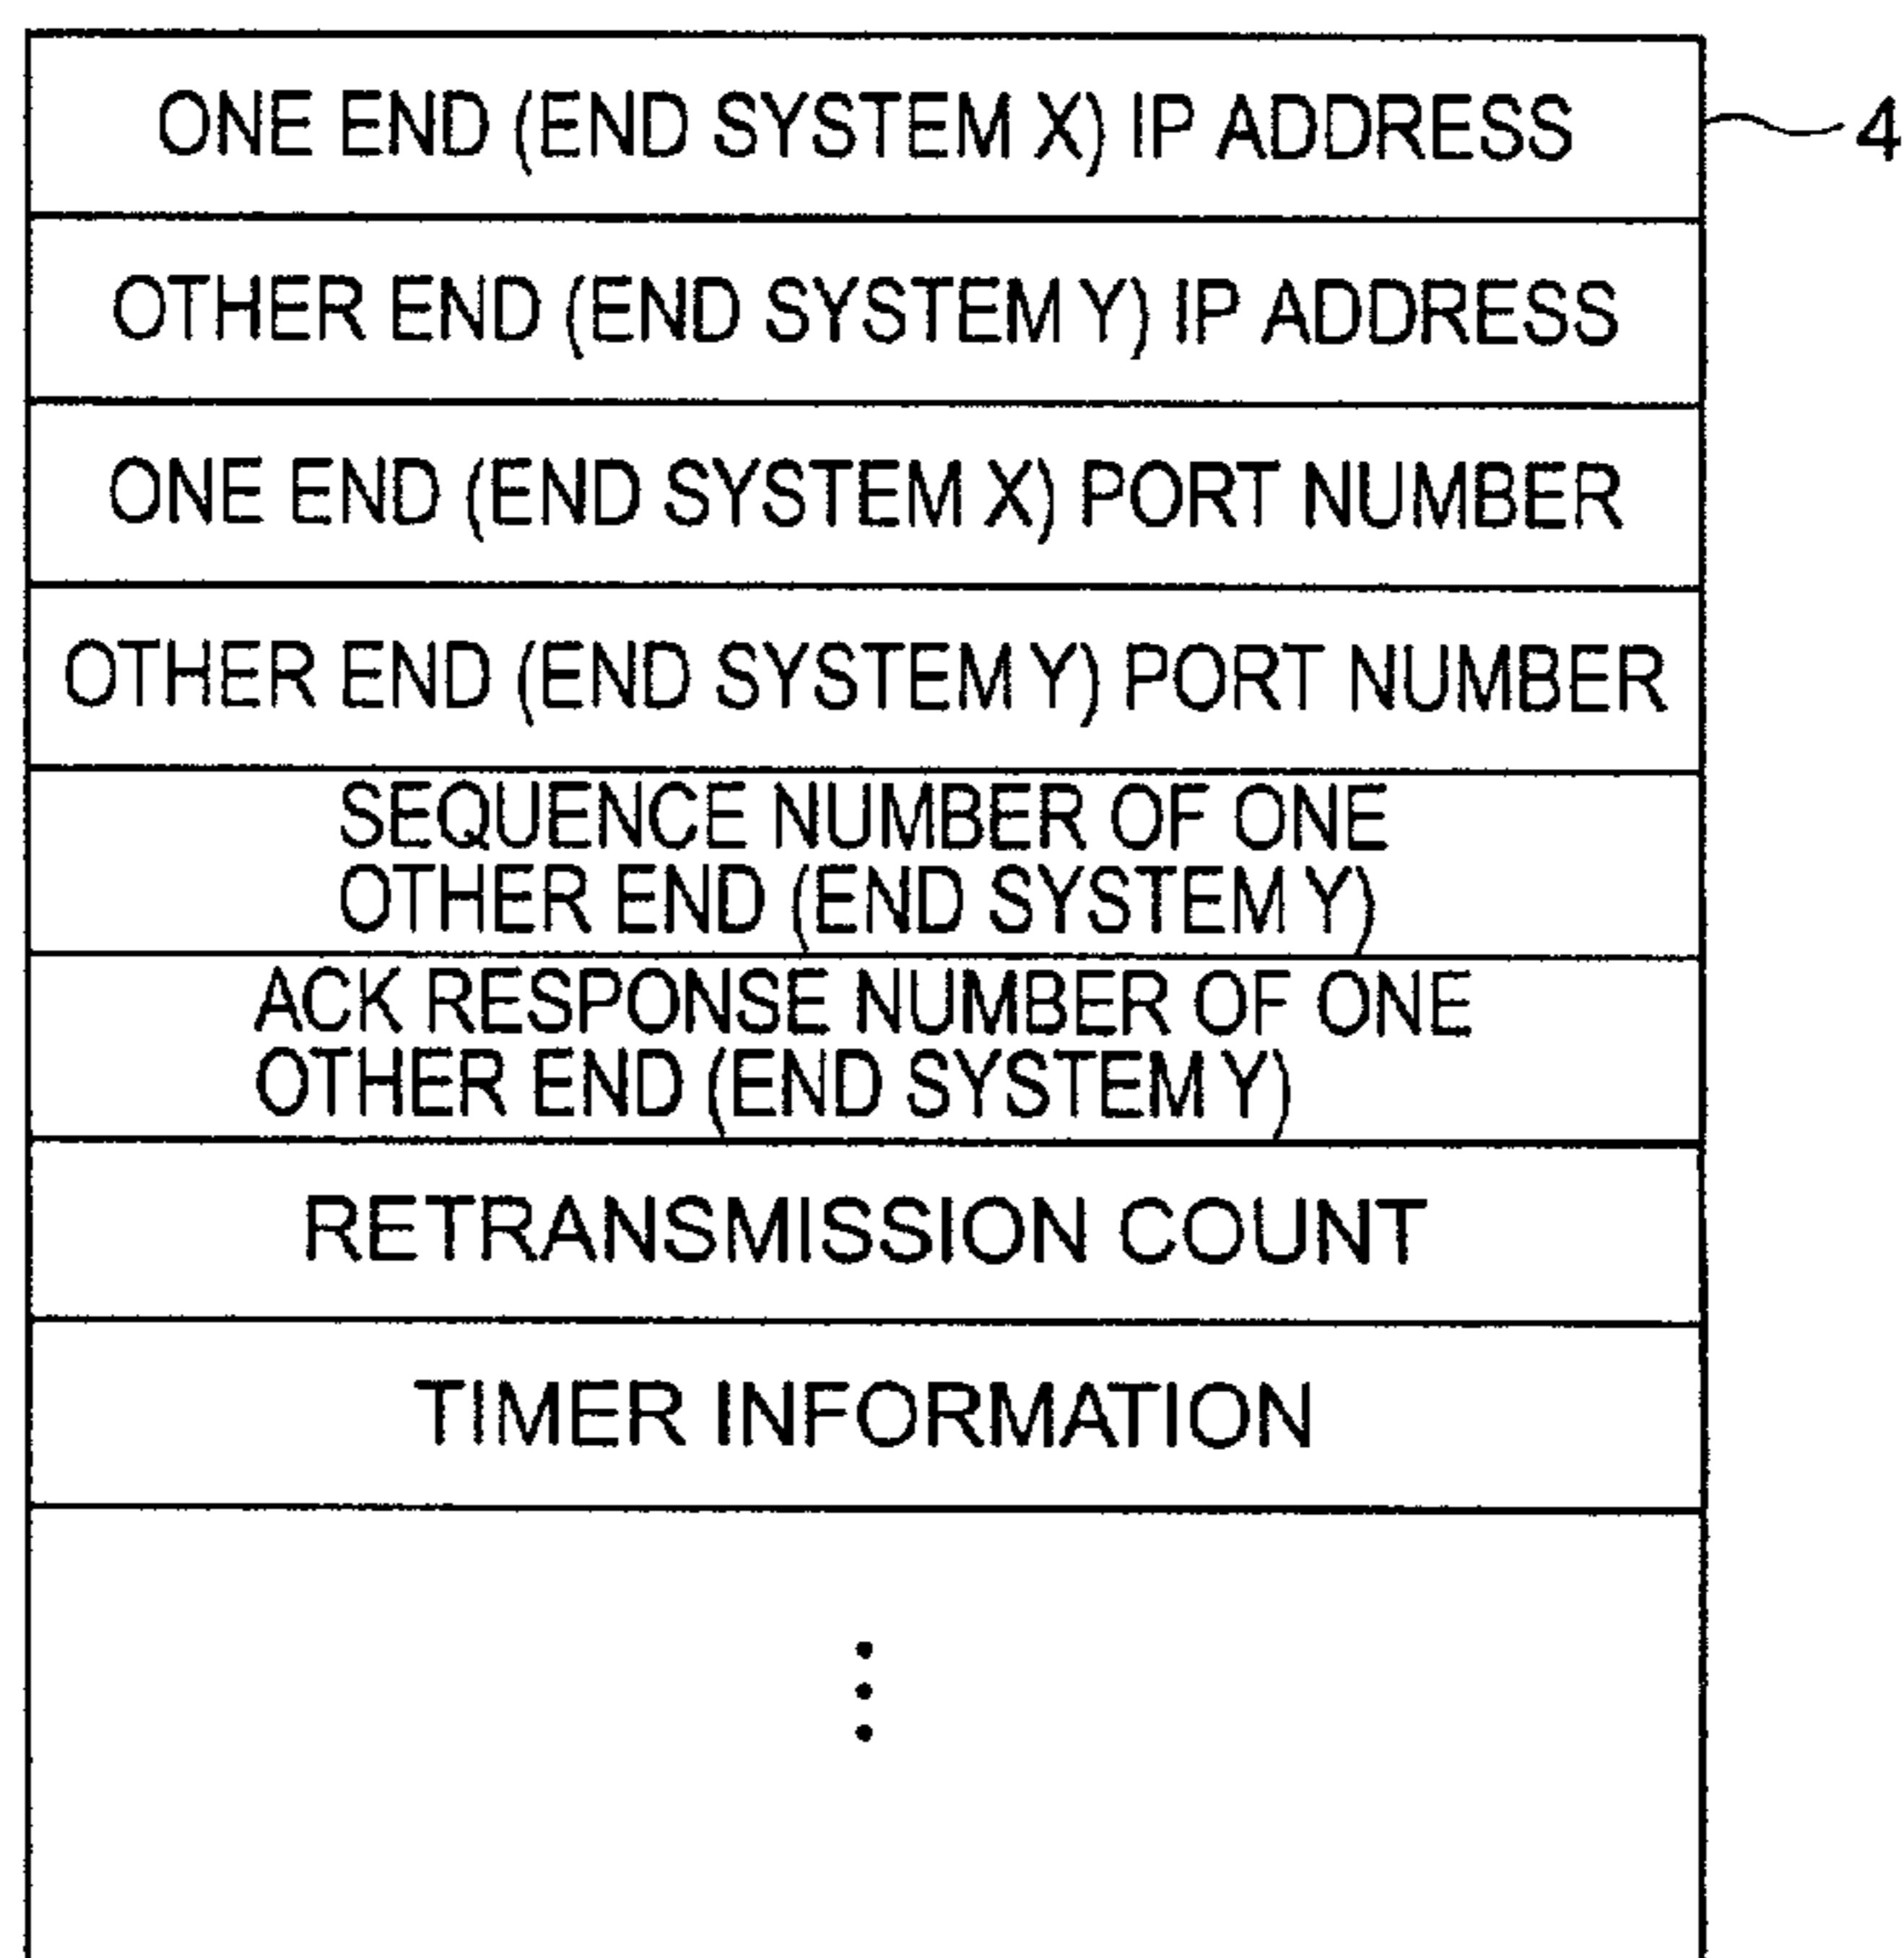 ONE END (END SYSTEM X) IP ADDRESS
4
OTHER END (END SYSTEM Y) IP ADDRESS
ONE END (END SYSTEM X) PORT NUMBER
OTHER END (END SYSTEM Y) PORT NUMBER
SEQUENCE NUMBER OF ONE
OTHER END (END SYSTEM Y)
ACK RESPONSE NUMBER OF ONE
OTHER END (END SYSTEM Y)
RETRANSMISSION COUNT
TIMER INFORMATION